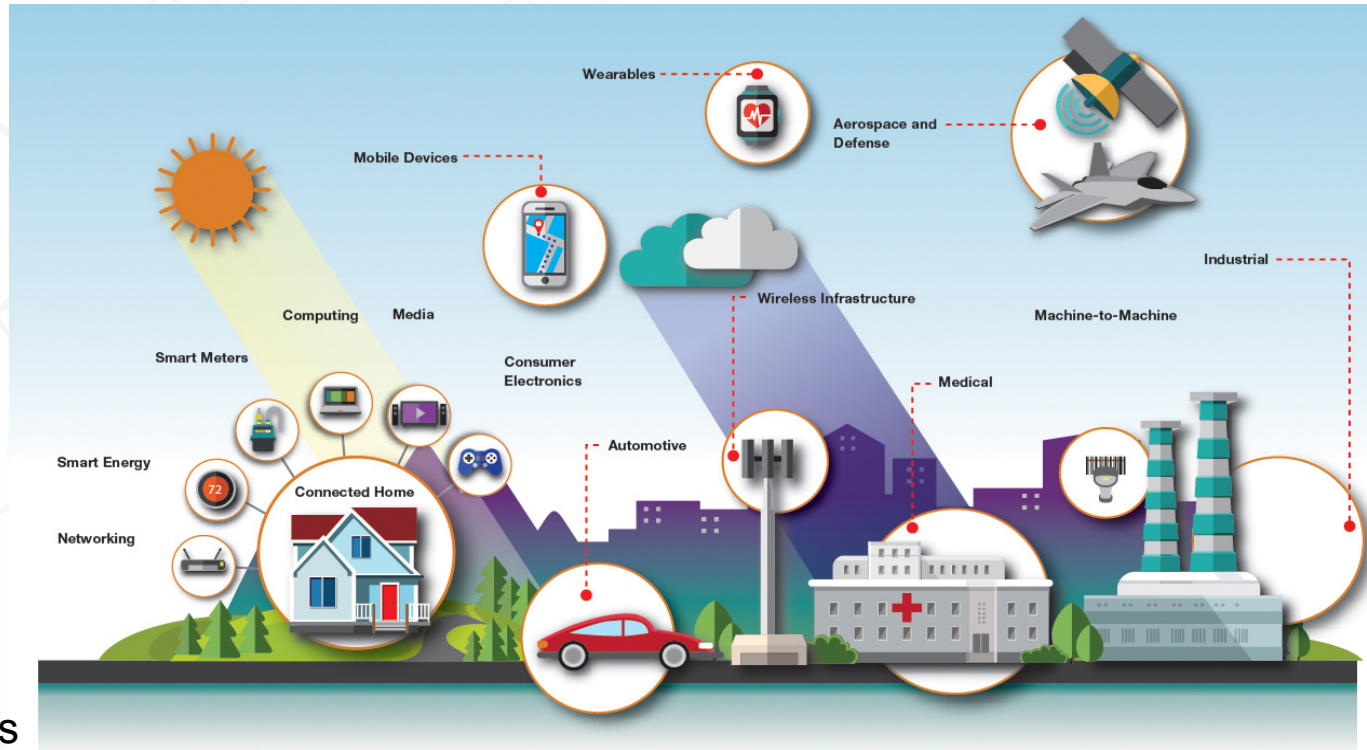 Wearables
Aerospace and
Defense
Mobile Devices
Industrial
Wireless Infrastructure
Computing
Media
Machine-to-Machine
Smart Meters
Consumer
Electronics
Medical
Automotive
Smart Energy
72
Connected Home
Networking
s